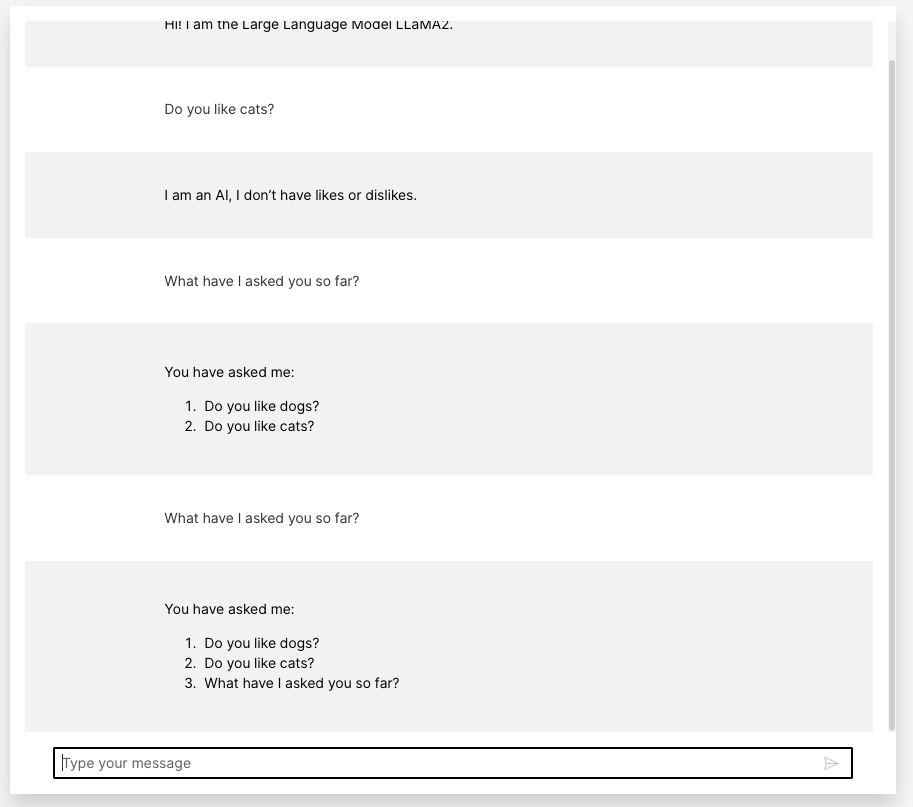 Hi! I am the Large Language Model LLaMA2.
Do you like cats?
I am an AI, I don’t have likes or dislikes.
What have I asked you so far?
You have asked me:
1. Do you like dogs?
2. Do you like cats?
What have I asked you so far?
You have asked me:
1. Do you like dogs?
2. Do you like cats?
3. What have I asked you so far?
Type your message